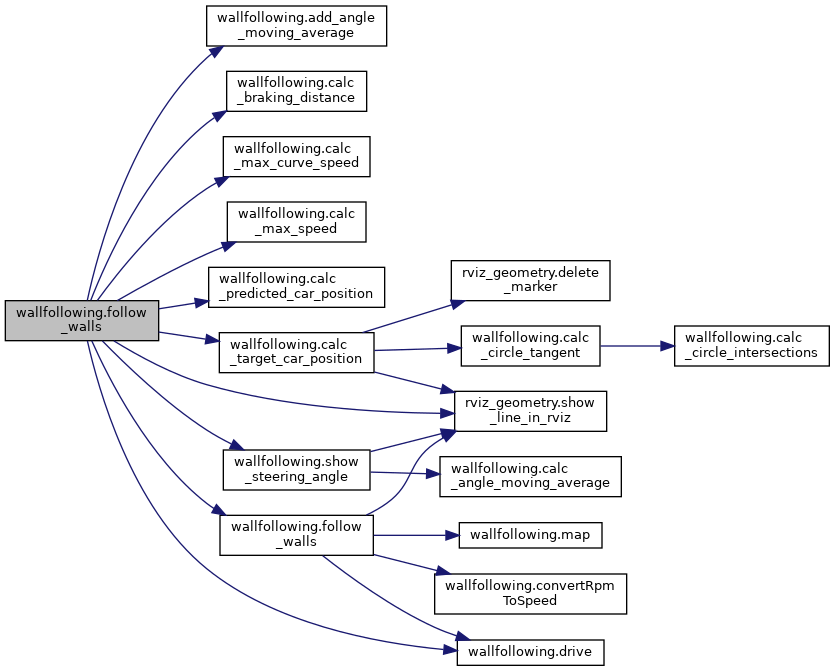 wallfollowing.add_angle
_moving_average
wallfollowing.calc
_braking_distance
wallfollowing.calc
_max_curve_speed
wallfollowing.calc
_max_speed
wallfollowing.calc
_predicted_car_position
wallfollowing.follow
_walls
wallfollowing.calc
_target_car_position
rviz_geometry.delete
_marker
wallfollowing.calc
_circle_tangent
wallfollowing.calc
_circle_intersections
rviz_geometry.show
_line_in_rviz
wallfollowing.show
_steering_angle
wallfollowing.calc
_angle_moving_average
wallfollowing.follow
_walls
wallfollowing.map
wallfollowing.convertRpm
ToSpeed
wallfollowing.drive